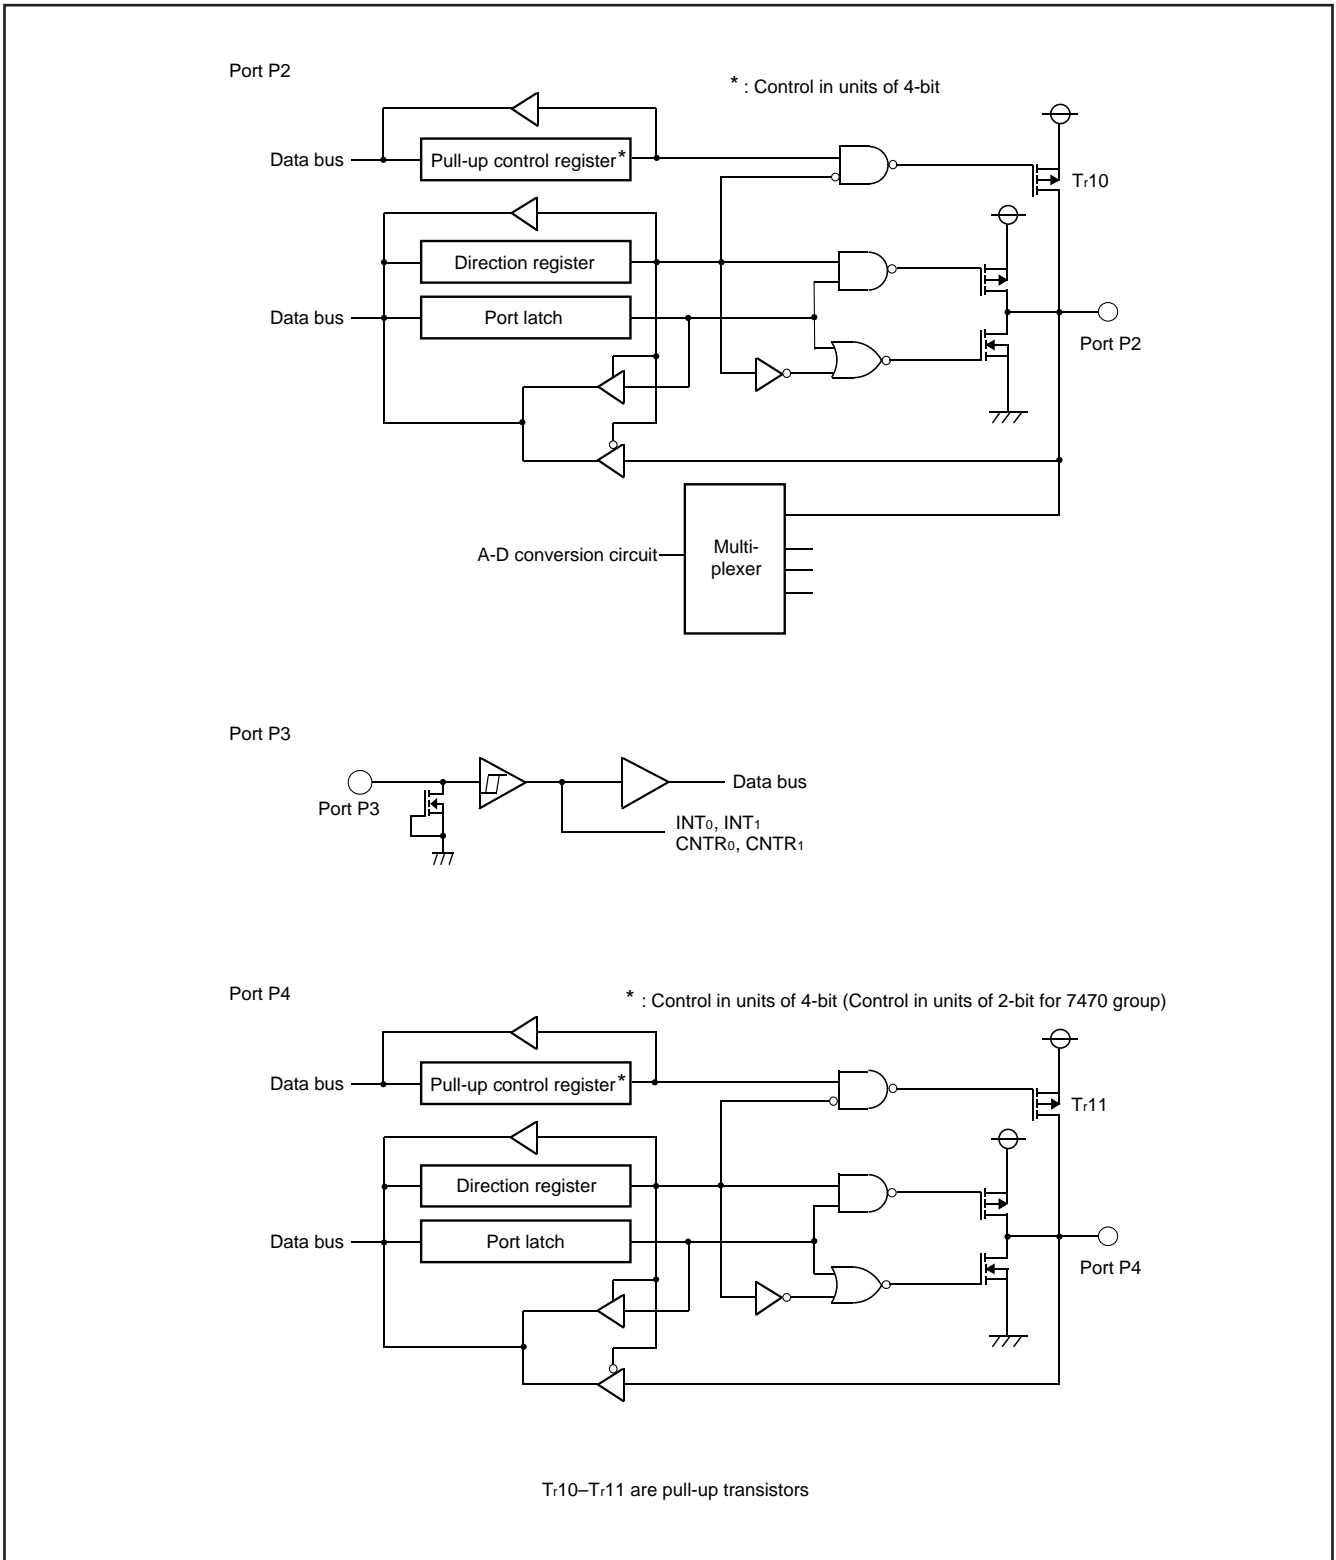 Port P2
* : Control in units of 4-bit
Data bus
Pull-up control register*
Tr10
Direction register
Data bus
Port latch
Port P2
A-D conversion circuit
Multi-
plexer
Port P3
Port P3
Data bus
INT0, INT1
CNTR0, CNTR1
Port P4
* : Control in units of 4-bit (Control in units of 2-bit for 7470 group)
Data bus
Pull-up control register*
Tr11
Direction register
Data bus
Port latch
Port P4
Tr10–Tr11 are pull-up transistors